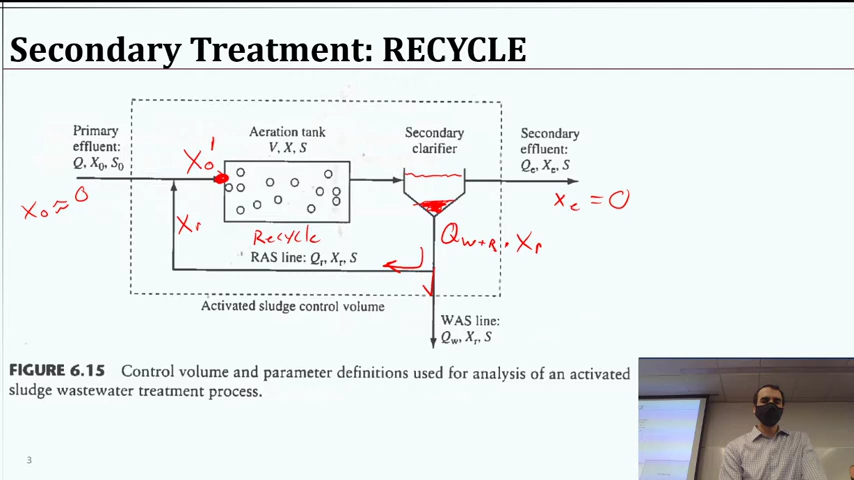 Secondary Treatment: RECYCLE
Primary
effluent:
Q, X₀, S₀
Aeration tank
V, X, S
Secondary
clarifier
Secondary
effluent:
Qₑ, Xₑ, S
X₀'
X₀ ≈ 0
Xₑ = 0
Xᵣ
Recycle
Q_w+R · Xᵣ
RAS line: Qᵣ, Xᵣ, S
Activated sludge control volume
WAS line:
Q_w, Xᵣ, S
FIGURE 6.15 Control volume and parameter definitions used for analysis of an activated
sludge wastewater treatment process.
3